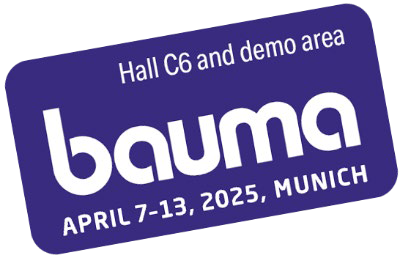 Hall C6 and demo area
bauma
APRIL 7-13, 2025, MUNICH